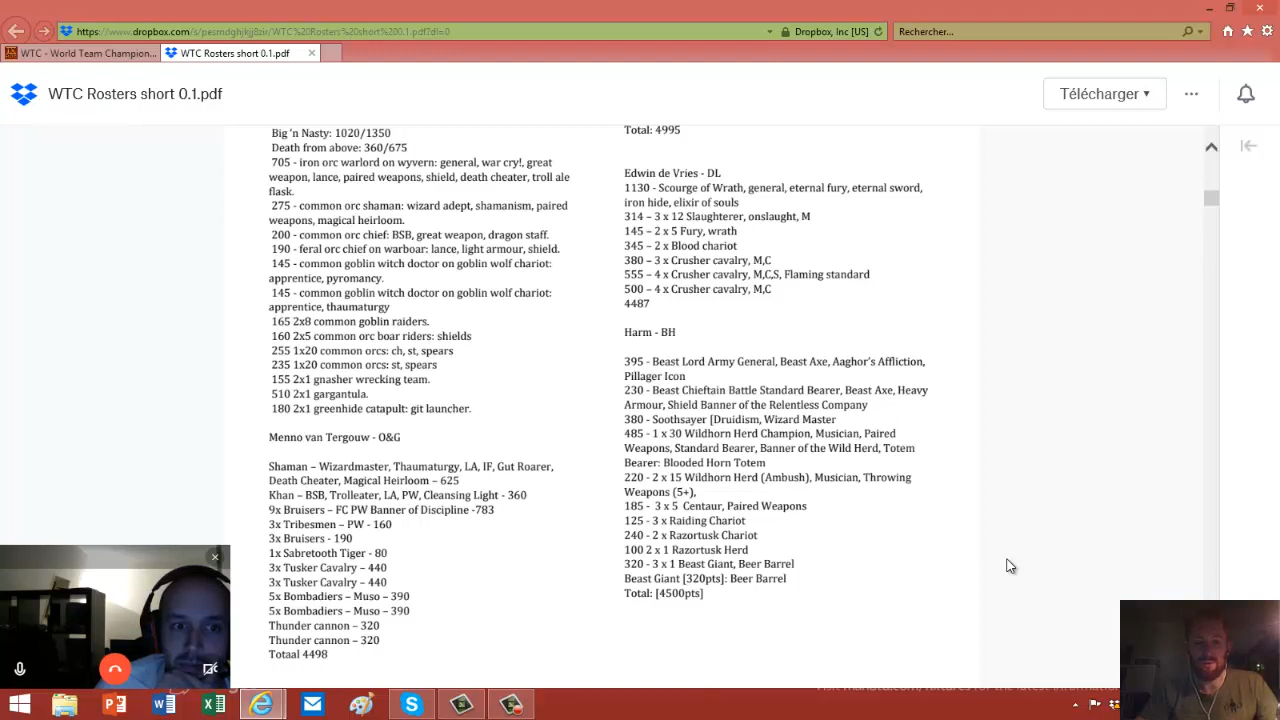 https://www.dropbox.com/s/pesmdghjkjj8zir/WTC%20Rosters%20short%200.1.pdf?dl=0
Dropbox, Inc [US]
Rechercher...
WTC - World Team Champion...
WTC Rosters short 0.1.pdf
WTC Rosters short 0.1.pdf
Télécharger
Big 'n Nasty: 1020/1350
Death from above: 360/675
705 - iron orc warlord on wyvern: general, war cry!, great
weapon, lance, paired weapons, shield, death cheater, troll ale
flask.
275 - common orc shaman: wizard adept, shamanism, paired
weapons, magical heirloom.
200 - common orc chief: BSB, great weapon, dragon staff.
190 - feral orc chief on warboar: lance, light armour, shield.
145 - common goblin witch doctor on goblin wolf chariot:
apprentice, pyromancy.
145 - common goblin witch doctor on goblin wolf chariot:
apprentice, thaumaturgy
165 2x8 common goblin raiders.
160 2x5 common orc boar riders: shields
255 1x20 common orcs: ch, st, spears
235 1x20 common orcs: st, spears
155 2x1 gnasher wrecking team.
510 2x1 gargantula.
180 2x1 greenhide catapult: git launcher.
Menno van Tergouw - O&G
Shaman – Wizardmaster, Thaumaturgy, LA, IF, Gut Roarer,
Death Cheater, Magical Heirloom – 625
Khan – BSB, Trolleater, LA, PW, Cleansing Light - 360
9x Bruisers – FC PW Banner of Discipline -783
3x Tribesmen – PW - 160
3x Bruisers - 190
1x Sabretooth Tiger - 80
3x Tusker Cavalry – 440
3x Tusker Cavalry – 440
5x Bombadiers – Muso – 390
5x Bombadiers – Muso – 390
Thunder cannon – 320
Thunder cannon – 320
Totaal 4498
Total: 4995
Edwin de Vries - DL
1130 - Scourge of Wrath, general, eternal fury, eternal sword,
iron hide, elixir of souls
314 – 3 x 12 Slaughterer, onslaught, M
145 – 2 x 5 Fury, wrath
345 – 2 x Blood chariot
380 – 3 x Crusher cavalry, M,C
555 – 4 x Crusher cavalry, M,C,S, Flaming standard
500 – 4 x Crusher cavalry, M,C
4487
Harm - BH
395 - Beast Lord Army General, Beast Axe, Aaghor's Affliction,
Pillager Icon
230 - Beast Chieftain Battle Standard Bearer, Beast Axe, Heavy
Armour, Shield Banner of the Relentless Company
380 - Soothsayer [Druidism, Wizard Master
485 - 1 x 30 Wildhorn Herd Champion, Musician, Paired
Weapons, Standard Bearer, Banner of the Wild Herd, Totem
Bearer: Blooded Horn Totem
220 - 2 x 15 Wildhorn Herd (Ambush), Musician, Throwing
Weapons (5+),
185 - 3 x 5 Centaur, Paired Weapons
125 - 3 x Raiding Chariot
240 - 2 x Razortusk Chariot
100 2 x 1 Razortusk Herd
320 - 3 x 1 Beast Giant, Beer Barrel
Beast Giant [320pts]: Beer Barrel
Total: [4500pts]